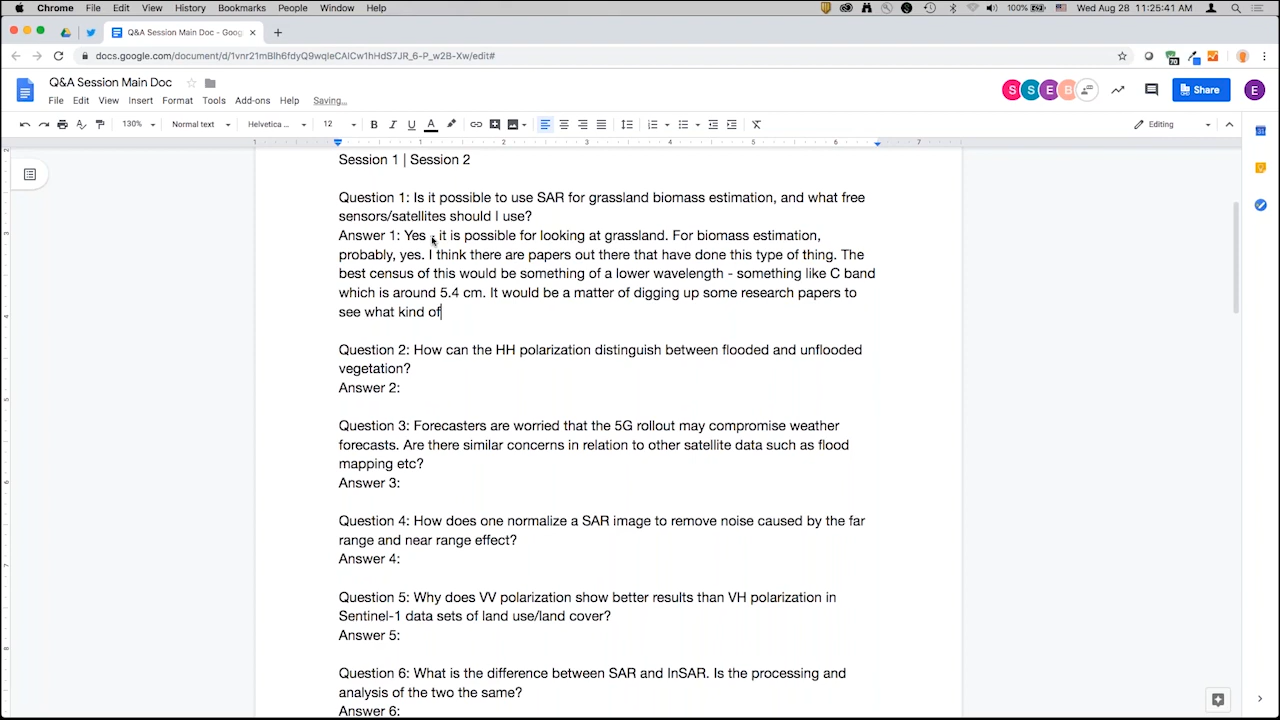 Chrome File Edit View History Bookmarks People Window Help 100% Wed Aug 28 11:25:41 AM
Q&A Session Main Doc - Goog
docs.google.com/document/d/1vnr21mBlh6fdyQ9wqIeCAICw1hHdS7JR_6-P_w2B-Xw/edit#
Q&A Session Main Doc
File Edit View Insert Format Tools Add-ons Help Saving...
S S E B Share E
130% Normal text Helvetica ... 12 B I U A Editing
1 1 2 3 4 5 6 7
Session 1 | Session 2
Question 1: Is it possible to use SAR for grassland biomass estimation, and what free
sensors/satellites should I use?
Answer 1: Yes - it is possible for looking at grassland. For biomass estimation,
probably, yes. I think there are papers out there that have done this type of thing. The
best census of this would be something of a lower wavelength - something like C band
which is around 5.4 cm. It would be a matter of digging up some research papers to
see what kind of
Question 2: How can the HH polarization distinguish between flooded and unflooded
vegetation?
Answer 2:
Question 3: Forecasters are worried that the 5G rollout may compromise weather
forecasts. Are there similar concerns in relation to other satellite data such as flood
mapping etc?
Answer 3:
Question 4: How does one normalize a SAR image to remove noise caused by the far
range and near range effect?
Answer 4:
Question 5: Why does VV polarization show better results than VH polarization in
Sentinel-1 data sets of land use/land cover?
Answer 5:
Question 6: What is the difference between SAR and InSAR. Is the processing and
analysis of the two the same?
Answer 6: